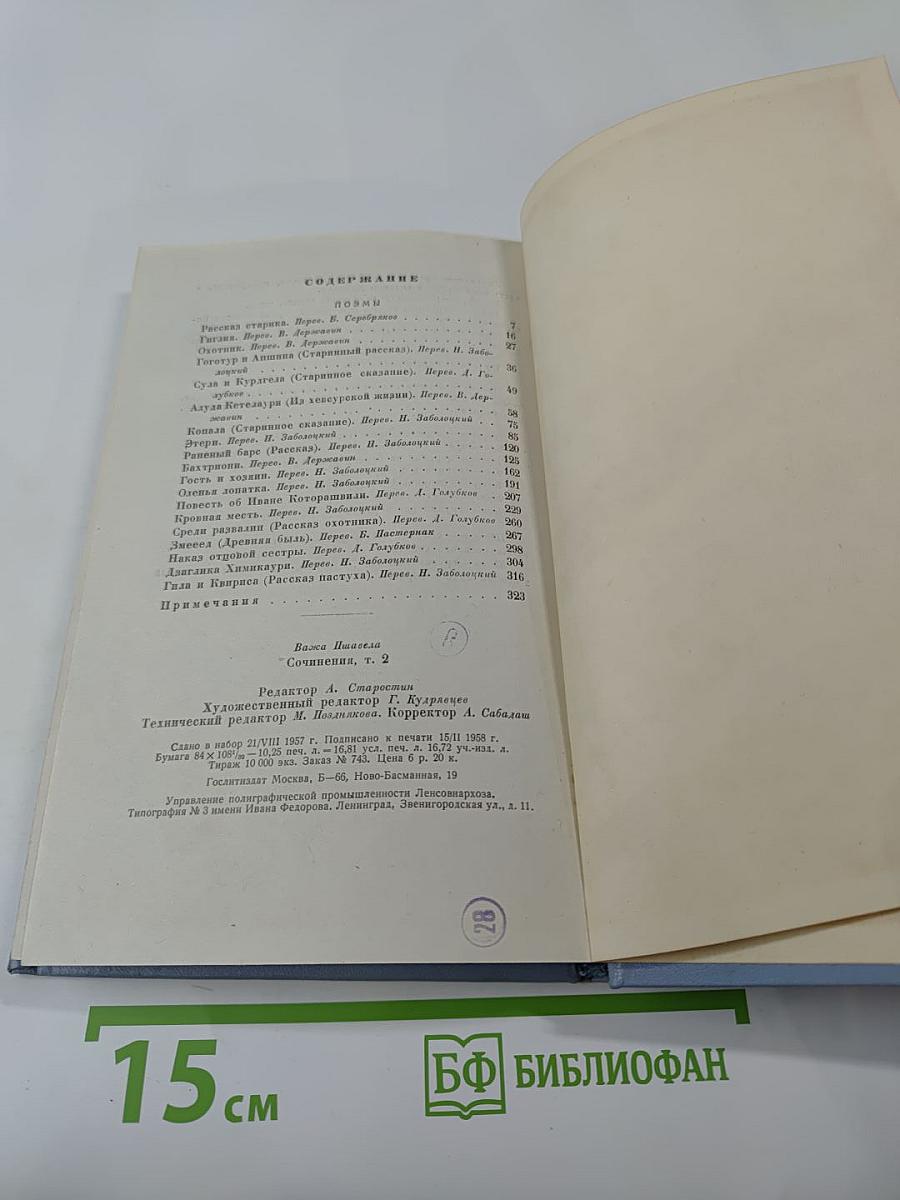 СОДЕРЖАНИЕ
ПОЭМЫ
Рассказ старика. Перев. В. Серебряков . . . . . . . . . 7
Гигзия. Перев. В. Державин . . . . . . . . . . . . 16
Охотник. Перев. В. Державин . . . . . . . . . . . . 27
Гоготур и Апшина (Старинный рассказ). Перев. Н. Забо-
лоцкий . . . . . . . . . . . . . . . . . . 36
Сула и Курдгела (Старинное сказание). Перев. Д. Го-
лубков . . . . . . . . . . . . . . . . . . 49
Алуда Кетелаури (Из хевсурской жизни). Перев. В. Дер-
жавин . . . . . . . . . . . . . . . . . . 58
Копала (Старинное сказание). Перев. Н. Заболоцкий . . 75
Этери. Перев. Н. Заболоцкий . . . . . . . . . . . . 85
Раненый барс (Рассказ). Перев. Н. Заболоцкий . . . . . 120
Бахтриони. Перев. В. Державин . . . . . . . . . . . 125
Гость и хозяин. Перев. Н. Заболоцкий . . . . . . . . 162
Оленья лопатка. Перев. Н. Заболоцкий . . . . . . . . 191
Повесть об Иване Которашвили. Перев. Д. Голубков . . 207
Кровная месть. Перев. Н. Заболоцкий . . . . . . . . 229
Среди развалин (Рассказ охотника). Перев. Д. Голубков 260
Змееед (Древняя быль). Перев. Б. Пастернак . . . . . 267
Наказ отцовой сестры. Перев. Д. Голубков . . . . . . 298
Дзаглика Химикаури. Перев. Н. Заболоцкий . . . . . . 304
Гила и Квириса (Рассказ пастуха). Перев. Н. Заболоцкий 316
Примечания . . . . . . . . . . . . . . . . . 323
Важа Пшавела
Сочинения, т. 2
Редактор А. Старостин
Художественный редактор Г. Кудрявцев
Технический редактор М. Позднякова. Корректор А. Сабадаш
Сдано в набор 21/VIII 1957 г. Подписано к печати 15/II 1958 г.
Бумага 84 × 108¹/₃₂ — 10,25 печ. л. = 16,81 усл. печ. л. 16,72 уч.-изд. л.
Тираж 10 000 экз. Заказ № 743. Цена 6 р. 20 к.
Гослитиздат Москва, Б—66, Ново-Басманная, 19
Управление полиграфической промышленности Ленсовнархоза.
Типография № 3 имени Ивана Федорова. Ленинград, Звенигородская ул., д. 11.
28
15 см
БФ БИБЛИОФАН